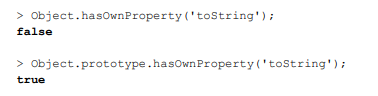 > Object.hasOwnProperty('toString');
false
> Object.prototype.hasOwnProperty('toString');
true